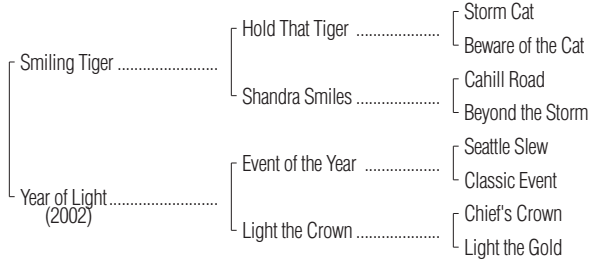 Storm Cat
Hold That Tiger ....................
Beware of the Cat
Smiling Tiger ........................
Cahill Road
Shandra Smiles ....................
Beyond the Storm
Seattle Slew
Event of the Year ..................
Classic Event
Year of Light..........................
(2002)
Chief's Crown
Light the Crown ....................
Light the Gold